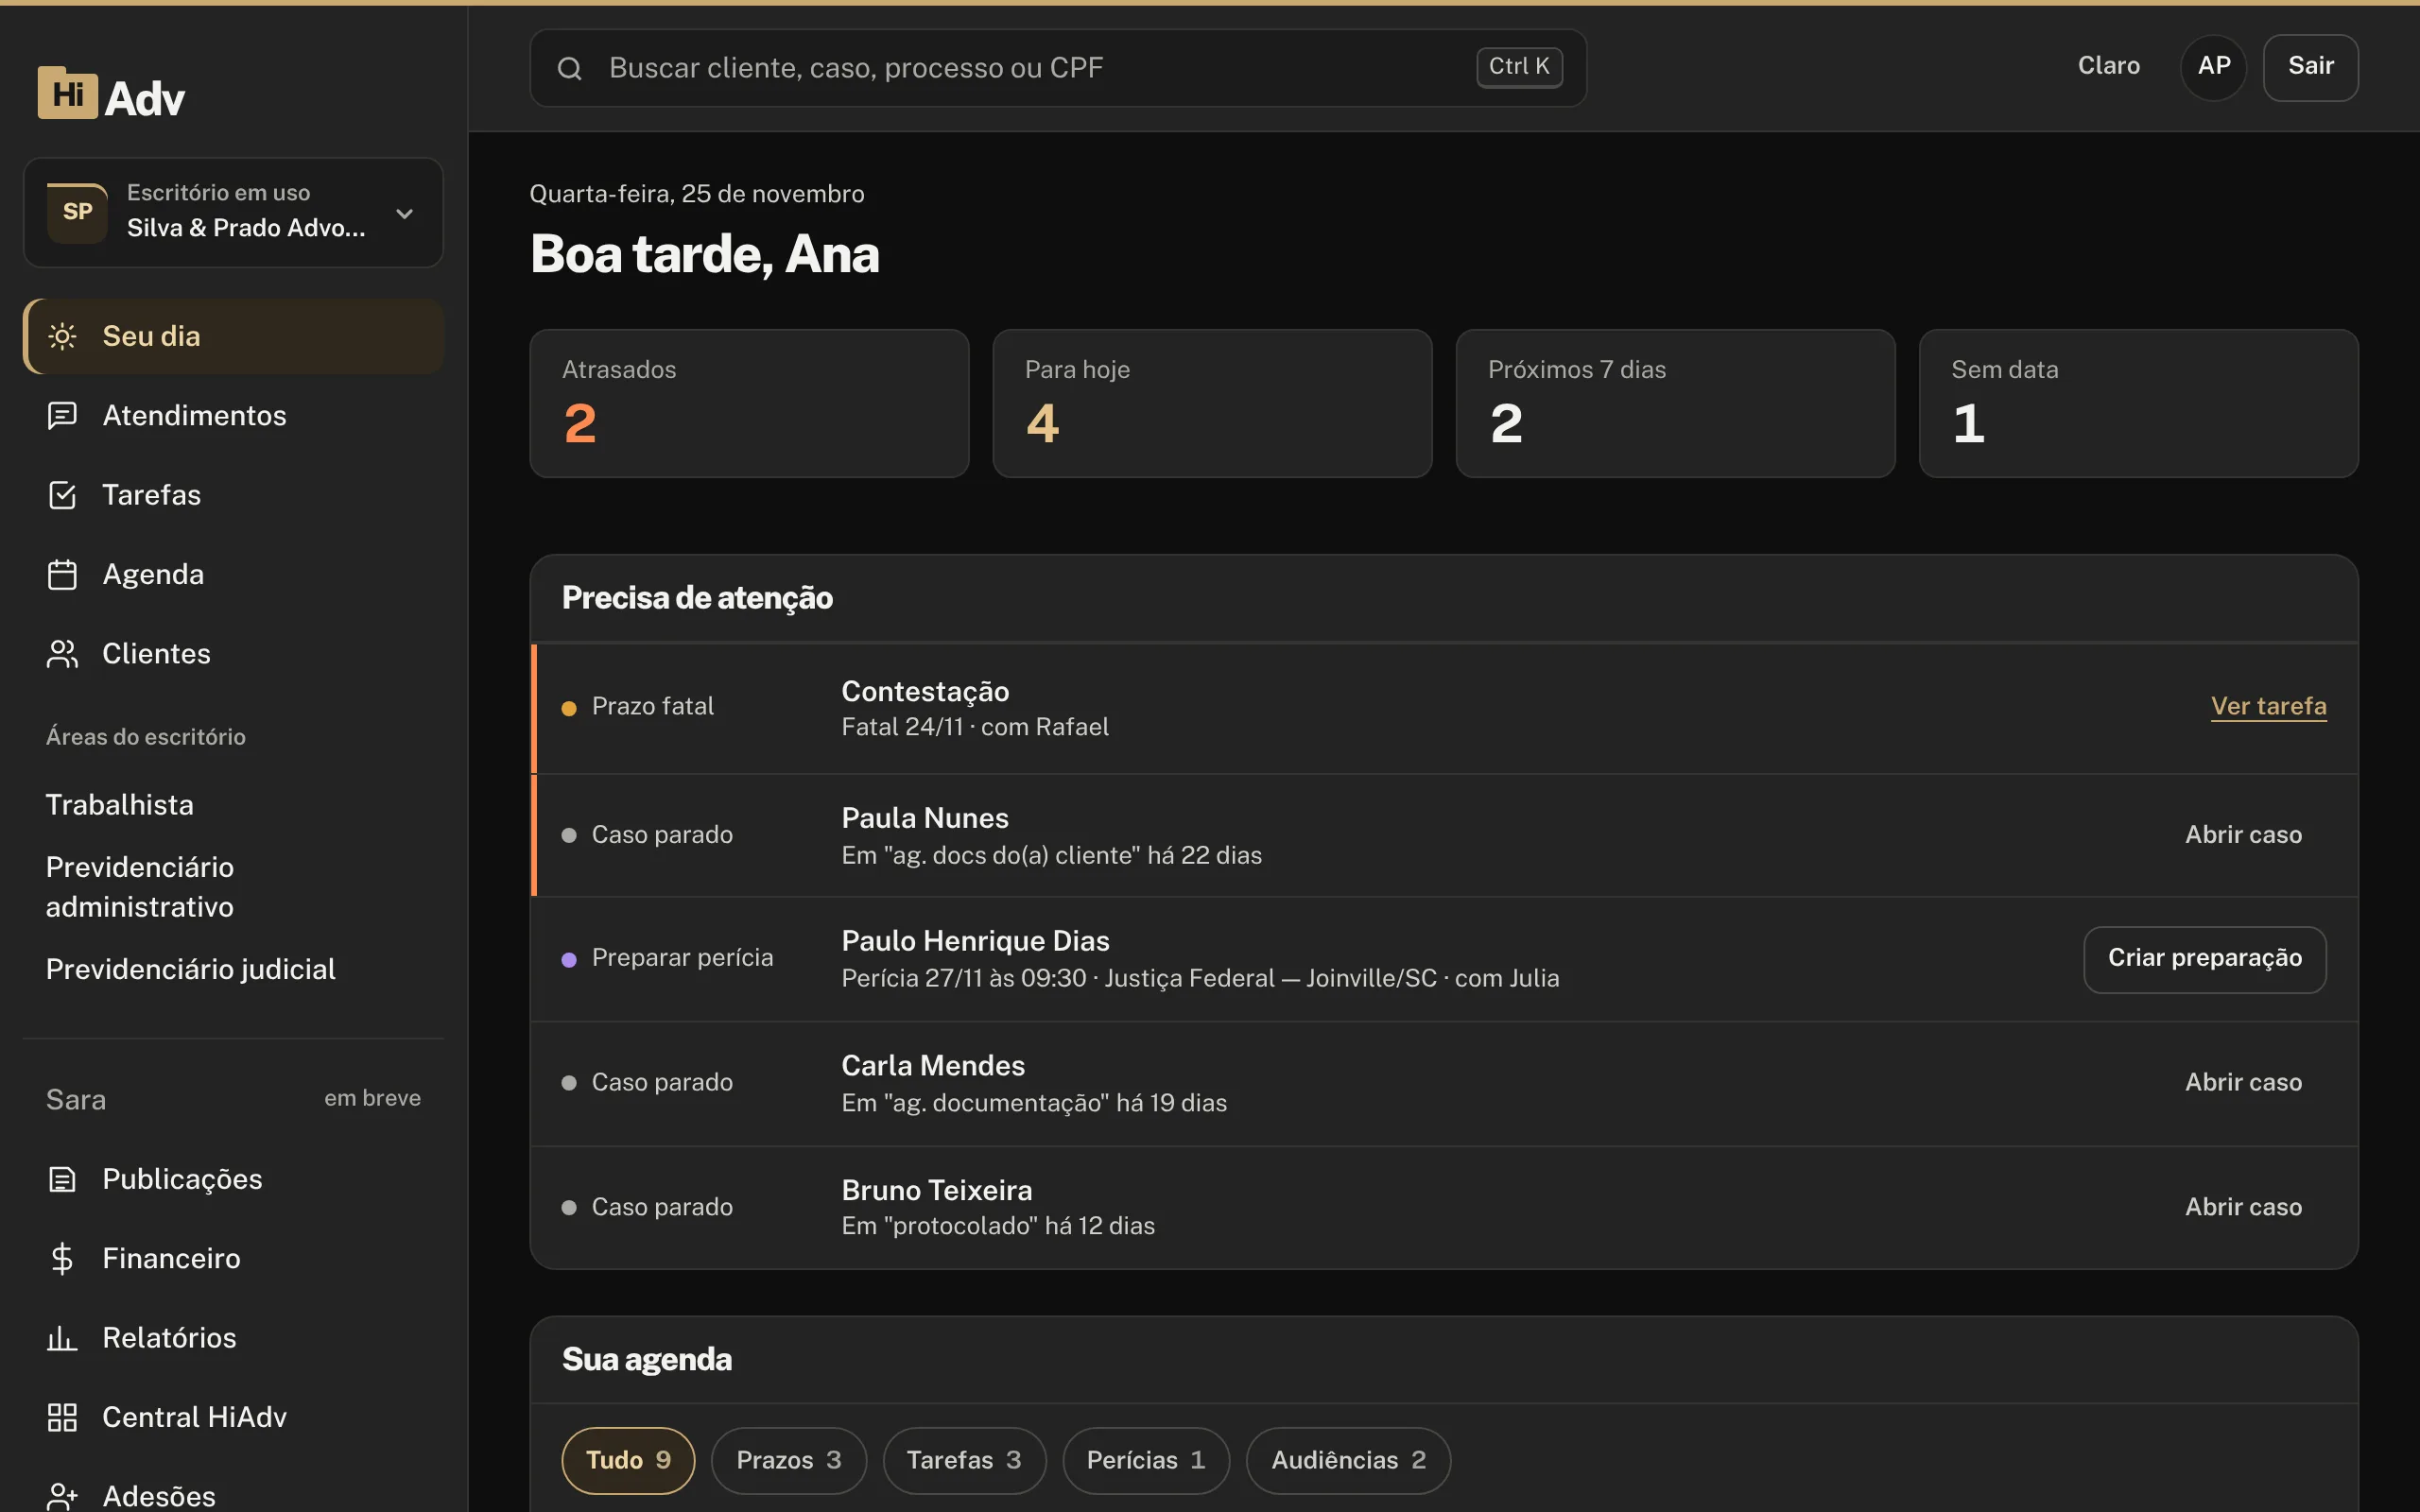 Hi Adv
Escritório em uso
SP
Silva & Prado Advo...
Seu dia
Atendimentos
Tarefas
Agenda
Clientes
Áreas do escritório
Trabalhista
Previdenciário
administrativo
Previdenciário judicial
Sara em breve
Publicações
Financeiro
Relatórios
Central HiAdv
Adesões
Buscar cliente, caso, processo ou CPF Ctrl K
Claro AP Sair
Quarta-feira, 25 de novembro
Boa tarde, Ana
Atrasados
2
Para hoje
4
Próximos 7 dias
2
Sem data
1
Precisa de atenção
Prazo fatal
Contestação
Fatal 24/11 · com Rafael
Ver tarefa
Caso parado
Paula Nunes
Em "ag. docs do(a) cliente" há 22 dias
Abrir caso
Preparar perícia
Paulo Henrique Dias
Perícia 27/11 às 09:30 · Justiça Federal — Joinville/SC · com Julia
Criar preparação
Caso parado
Carla Mendes
Em "ag. documentação" há 19 dias
Abrir caso
Caso parado
Bruno Teixeira
Em "protocolado" há 12 dias
Abrir caso
Sua agenda
Tudo 9 Prazos 3 Tarefas 3 Perícias 1 Audiências 2